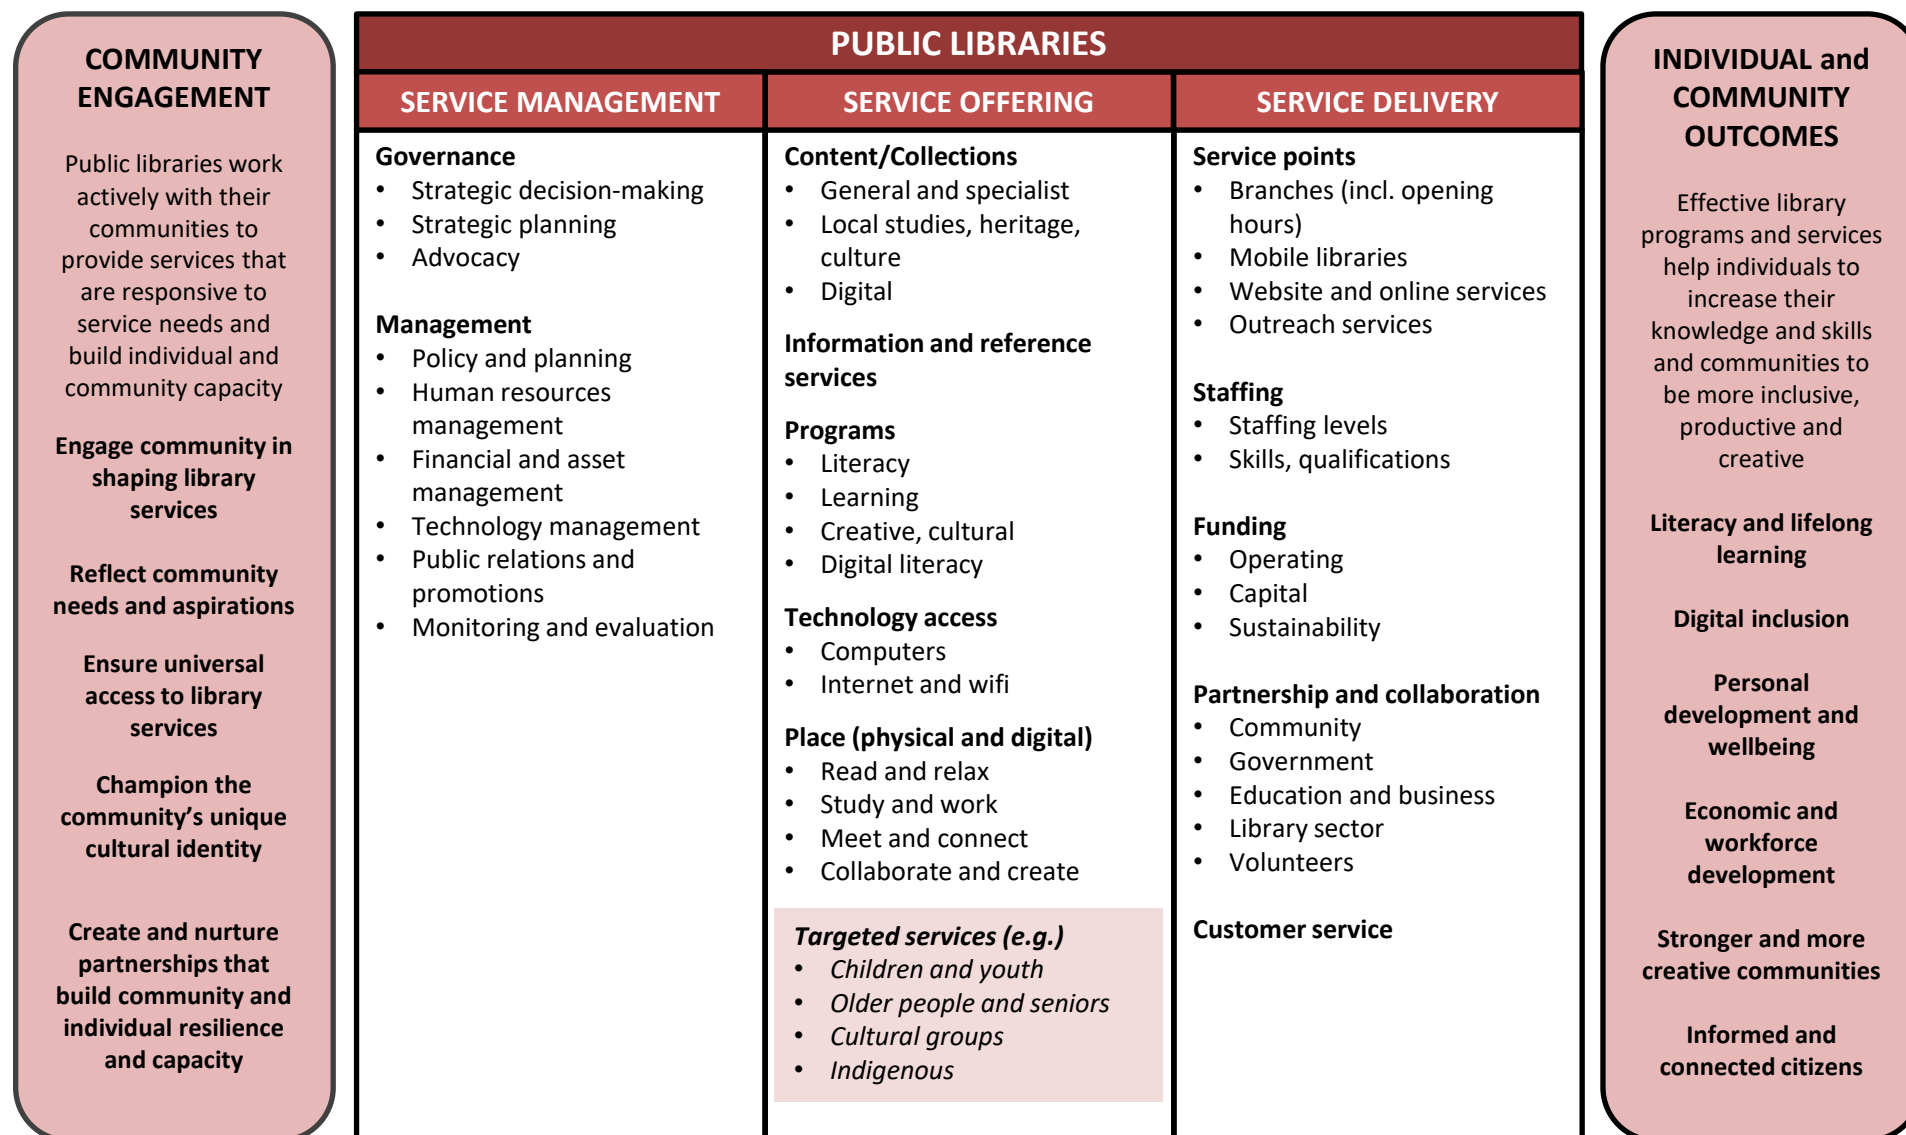 COMMUNITY
ENGAGEMENT
Public libraries work
actively with their
communities to
provide services that
are responsive to
service needs and
build individual and
community capacity
Engage community in
shaping library
services
Reflect community
needs and aspirations
Ensure universal
access to library
services
Champion the
community’s unique
cultural identity
Create and nurture
partnerships that
build community and
individual resilience
and capacity
PUBLIC LIBRARIES
SERVICE MANAGEMENT
Governance
• Strategic decision-making
• Strategic planning
• Advocacy
Management
• Policy and planning
• Human resources
management
• Financial and asset
management
• Technology management
• Public relations and
promotions
• Monitoring and evaluation
SERVICE OFFERING
Content/Collections
• General and specialist
• Local studies, heritage,
culture
• Digital
Information and reference
services
Programs
• Literacy
• Learning
• Creative, cultural
• Digital literacy
Technology access
• Computers
• Internet and wifi
Place (physical and digital)
• Read and relax
• Study and work
• Meet and connect
• Collaborate and create
Targeted services (e.g.)
• Children and youth
• Older people and seniors
• Cultural groups
• Indigenous
SERVICE DELIVERY
Service points
• Branches (incl. opening
hours)
• Mobile libraries
• Website and online services
• Outreach services
Staffing
• Staffing levels
• Skills, qualifications
Funding
• Operating
• Capital
• Sustainability
Partnership and collaboration
• Community
• Government
• Education and business
• Library sector
• Volunteers
Customer service
INDIVIDUAL and
COMMUNITY
OUTCOMES
Effective library
programs and services
help individuals to
increase their
knowledge and skills
and communities to
be more inclusive,
productive and
creative
Literacy and lifelong
learning
Digital inclusion
Personal
development and
wellbeing
Economic and
workforce
development
Stronger and more
creative communities
Informed and
connected citizens